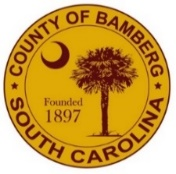 COUNTY OF BAMBERG
Founded
1897
SOUTH CAROLINA